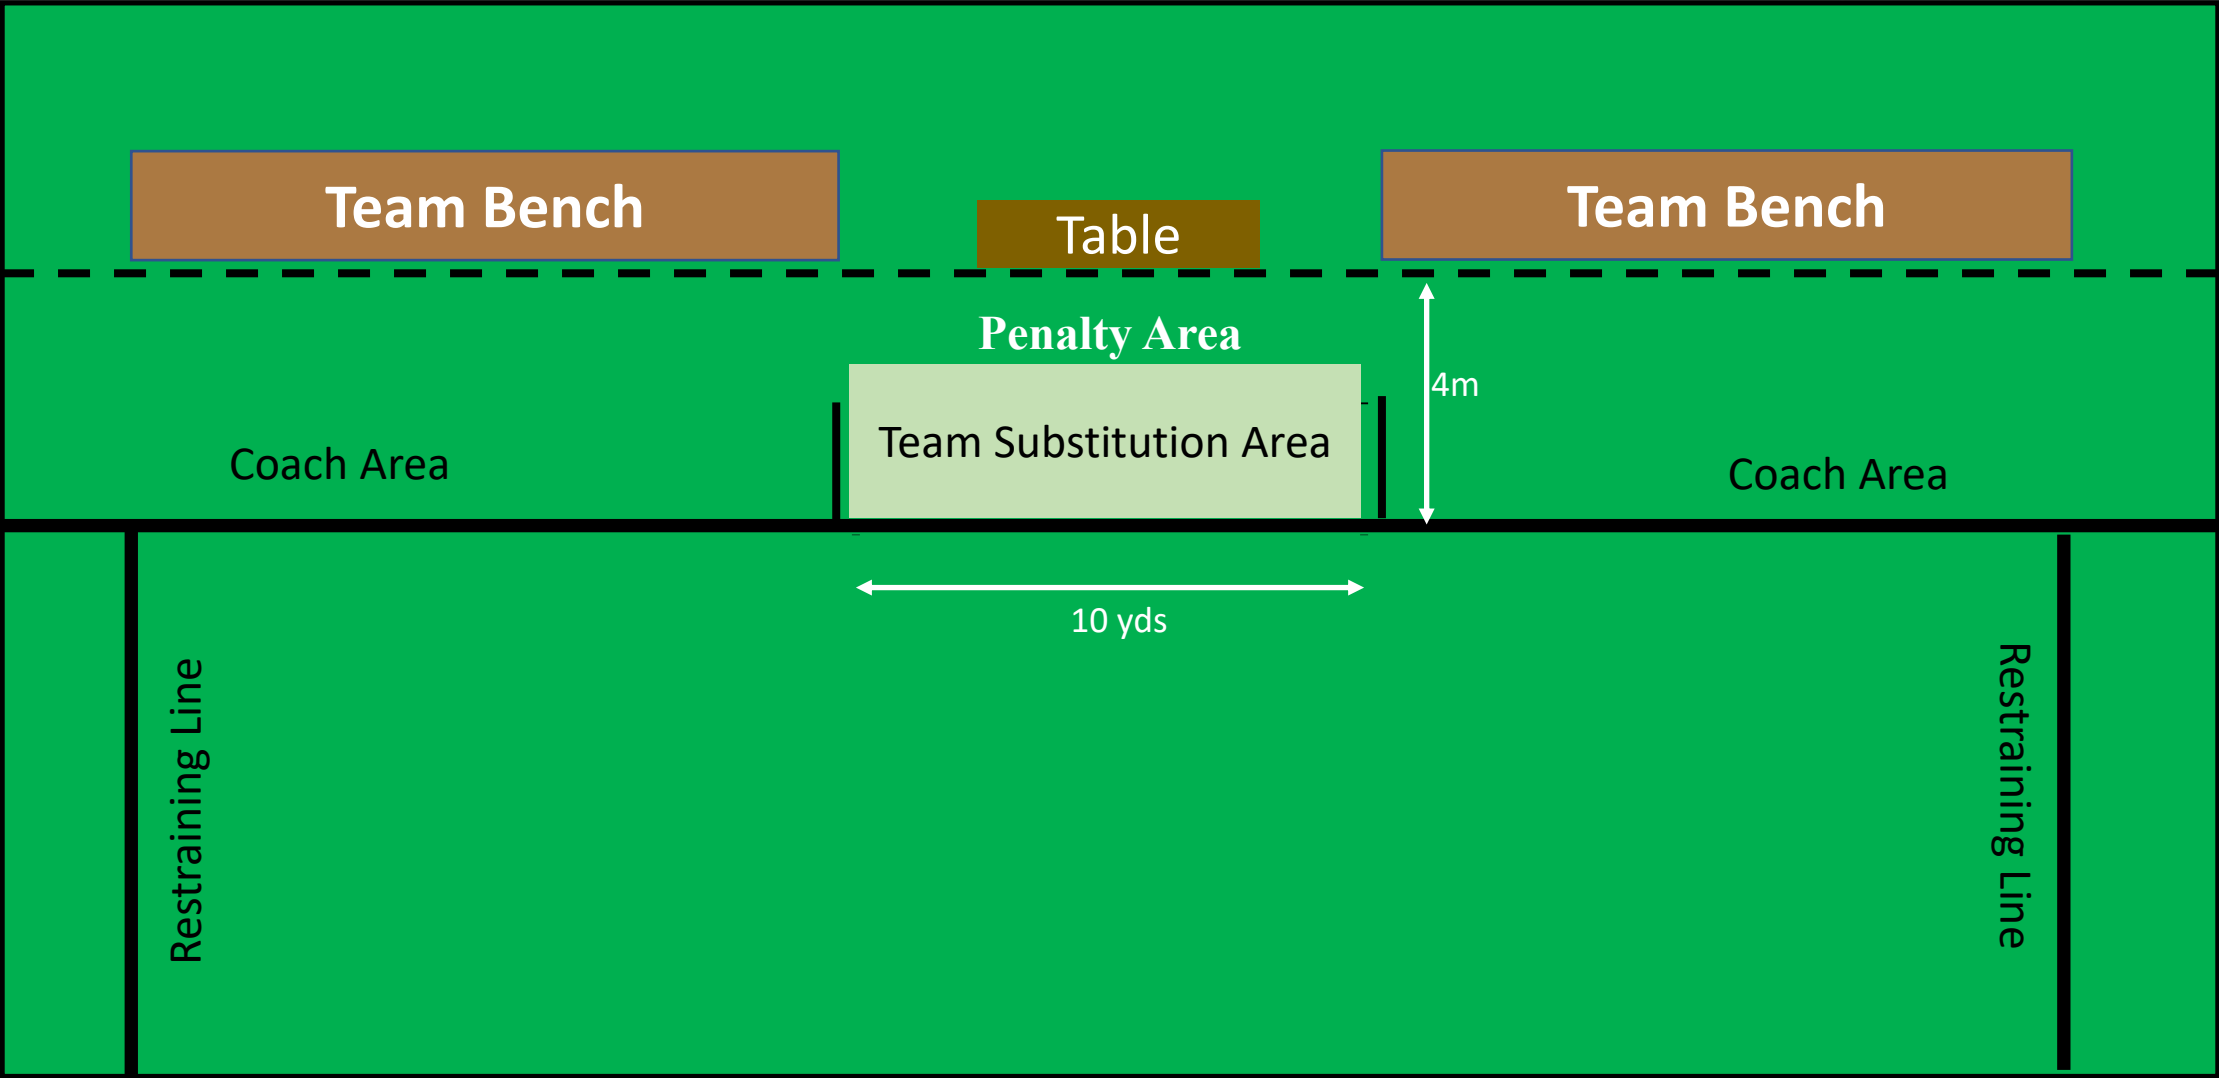 Team Bench
Table
Team Bench
Penalty Area
4m
Team Substitution Area
Coach Area
Coach Area
10 yds
Restraining Line
Restraining Line